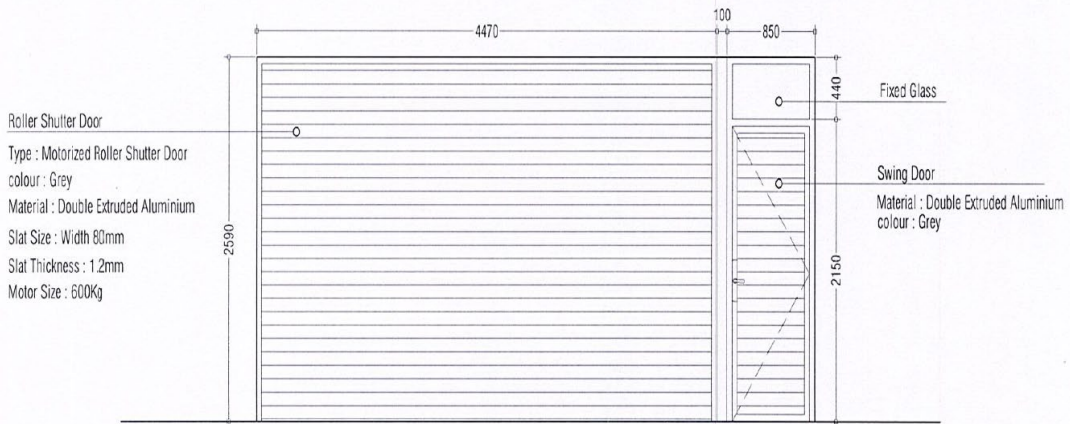 4470
100
850
Roller Shutter Door
Type : Motorized Roller Shutter Door
colour : Grey
Material : Double Extruded Aluminium
Slat Size : Width 80mm
Slat Thickness : 1.2mm
Motor Size : 600Kg
2590
440
2150
Fixed Glass
Swing Door
Material : Double Extruded Aluminium
colour : Grey